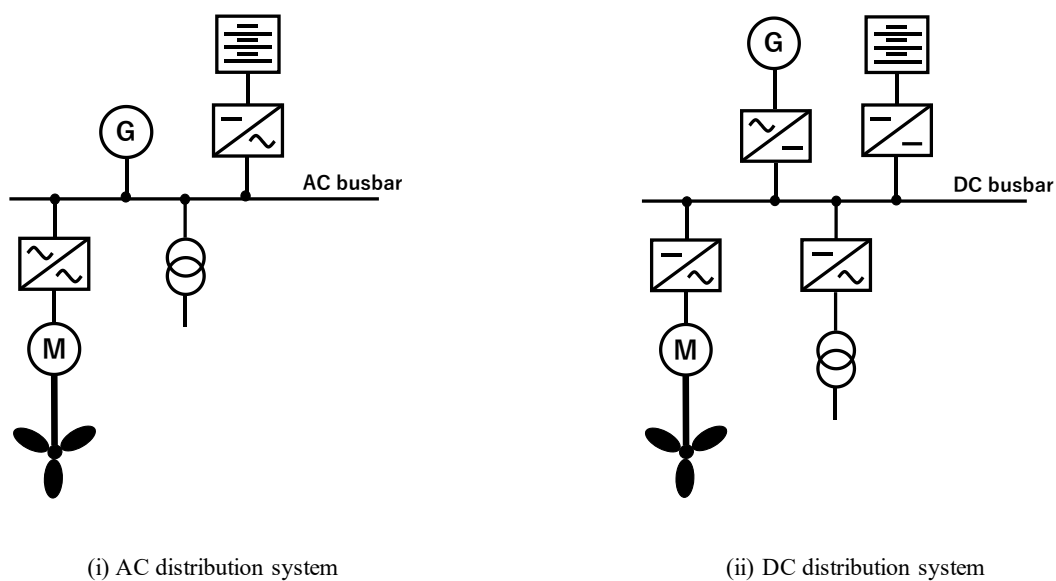 G
G
AC busbar
DC busbar
M
M
(i) AC distribution system
(ii) DC distribution system